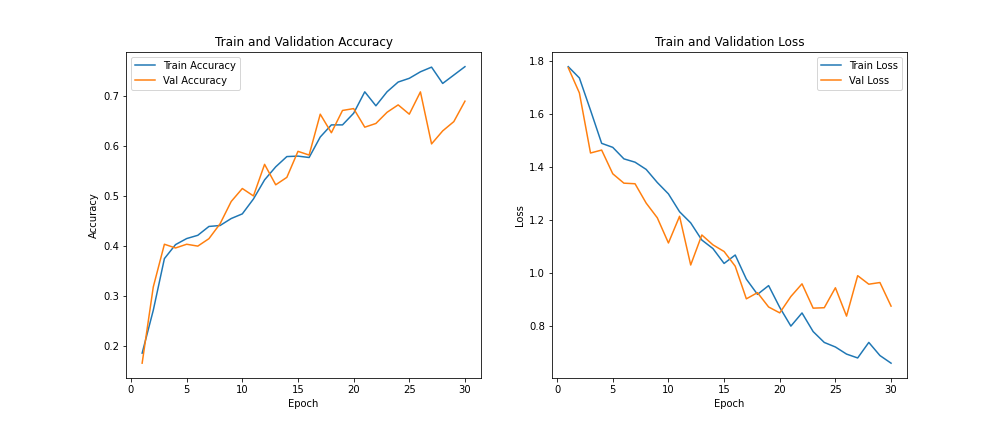 Train and Validation Accuracy
Train Accuracy
Val Accuracy
0.7
0.6
0.5
0.4
0.3
0.2
Accuracy
0
5
10
15
20
25
30
Epoch
Train and Validation Loss
Train Loss
Val Loss
1.8
1.6
1.4
1.2
1.0
0.8
Loss
0
5
10
15
20
25
30
Epoch